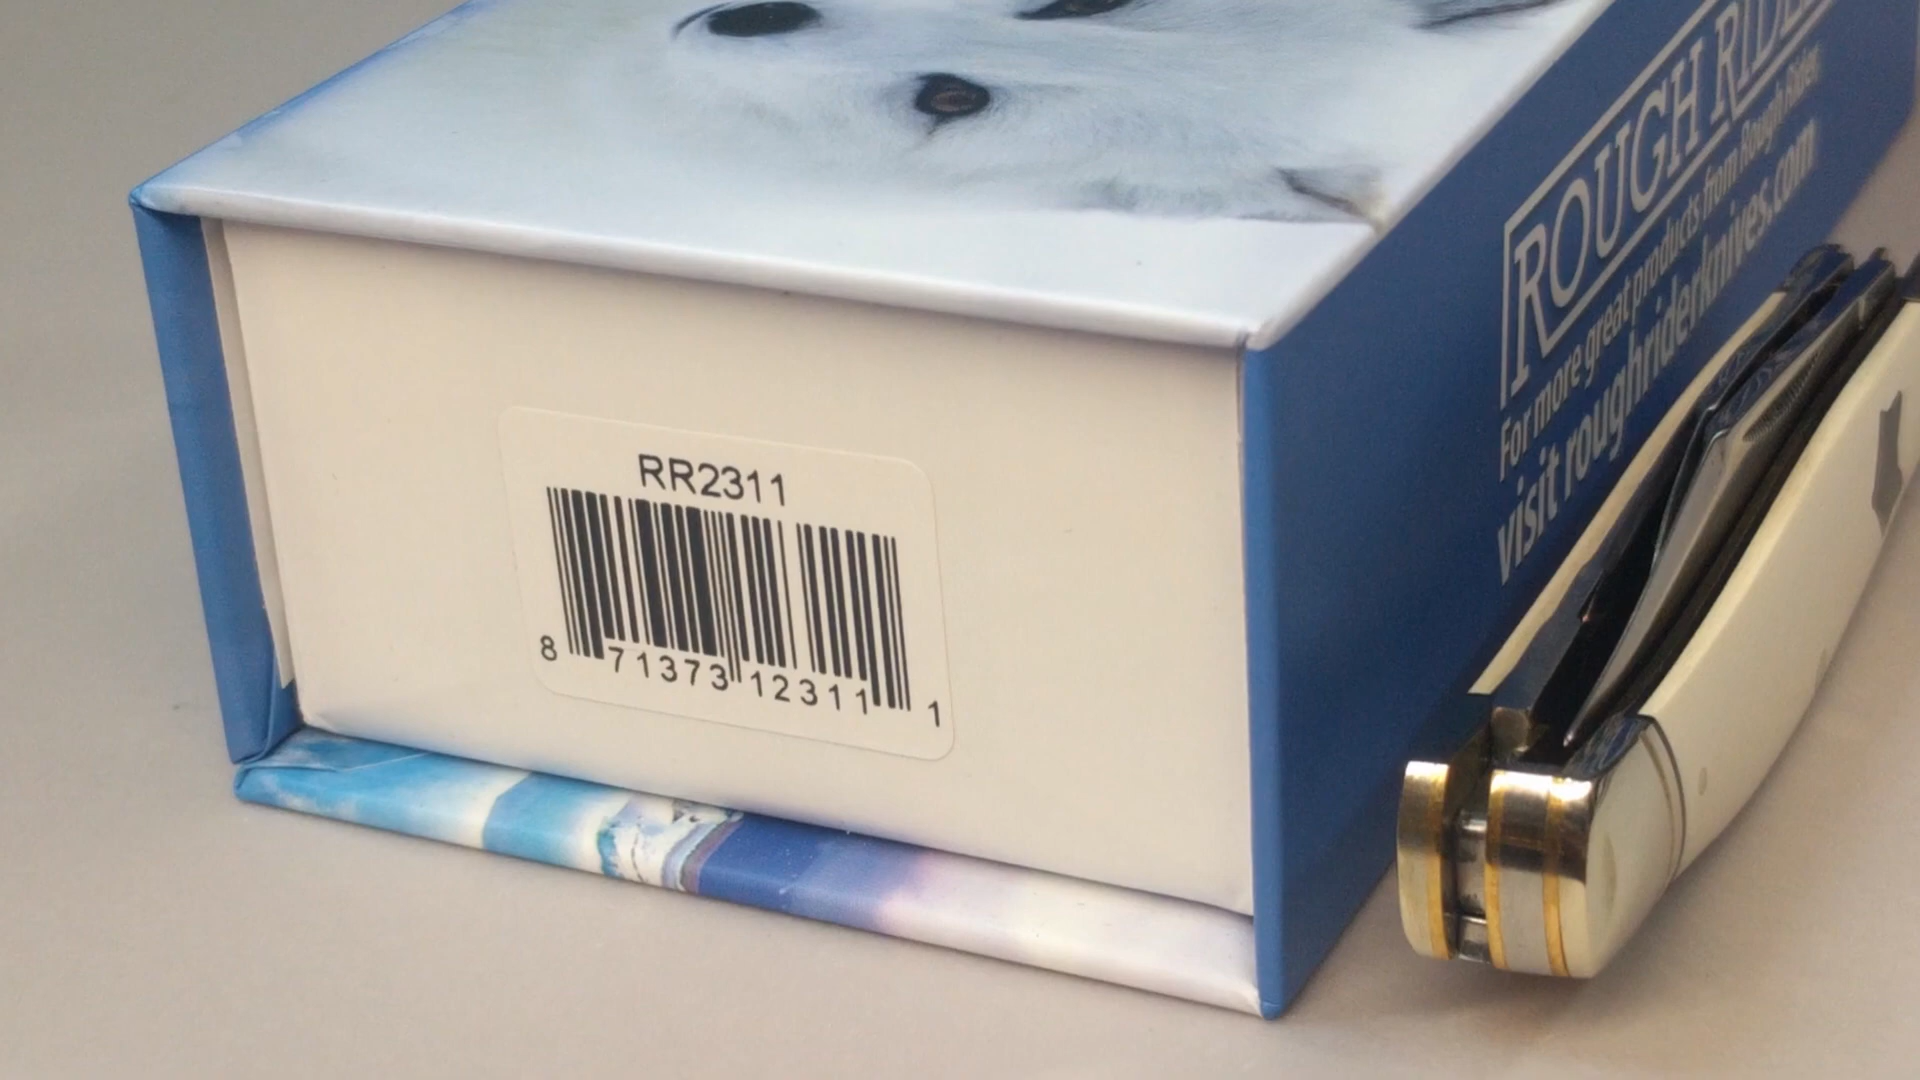 RR2311
8 71373 12311 1
ROUGH RIDER
For more great products from Rough Rider
visit roughriderknives.com